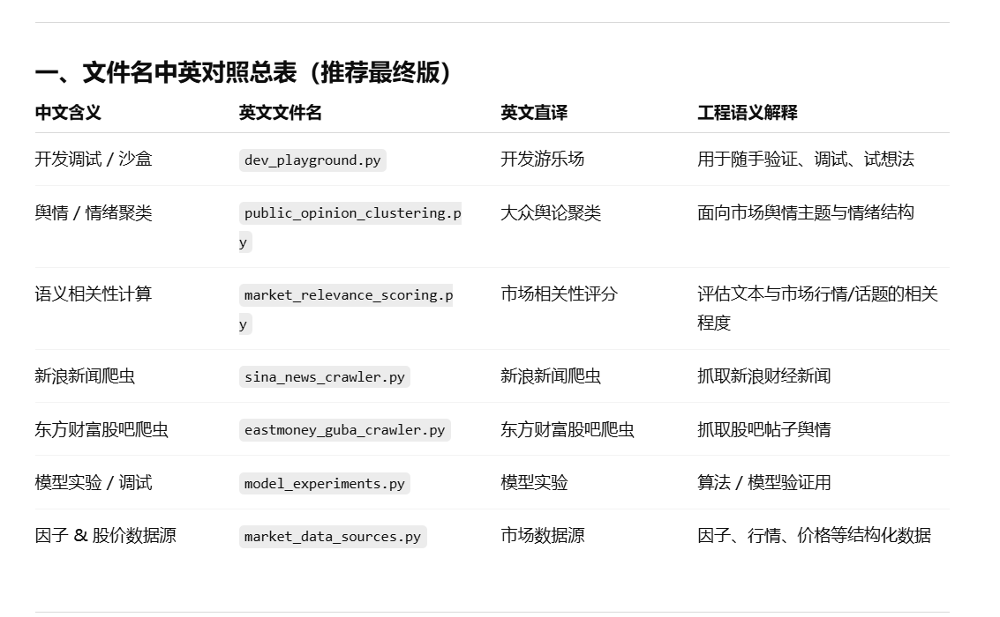 一、文件名中英对照总表（推荐最终版）
中文含义 英文文件名 英文直译 工程语义解释
开发调试 / 沙盒 dev_playground.py 开发游乐场 用于随手验证、调试、试想法
舆情 / 情绪聚类 public_opinion_clustering.p 大众舆论聚类 面向市场舆情主题与情绪结构
y
语义相关性计算 market_relevance_scoring.p 市场相关性评分 评估文本与市场行情/话题的相关
y 程度
新浪新闻爬虫 sina_news_crawler.py 新浪新闻爬虫 抓取新浪财经新闻
东方财富股吧爬虫 eastmoney_guba_crawler.py 东方财富股吧爬虫 抓取股吧帖子舆情
模型实验 / 调试 model_experiments.py 模型实验 算法 / 模型验证用
因子 & 股价数据源 market_data_sources.py 市场数据源 因子、行情、价格等结构化数据